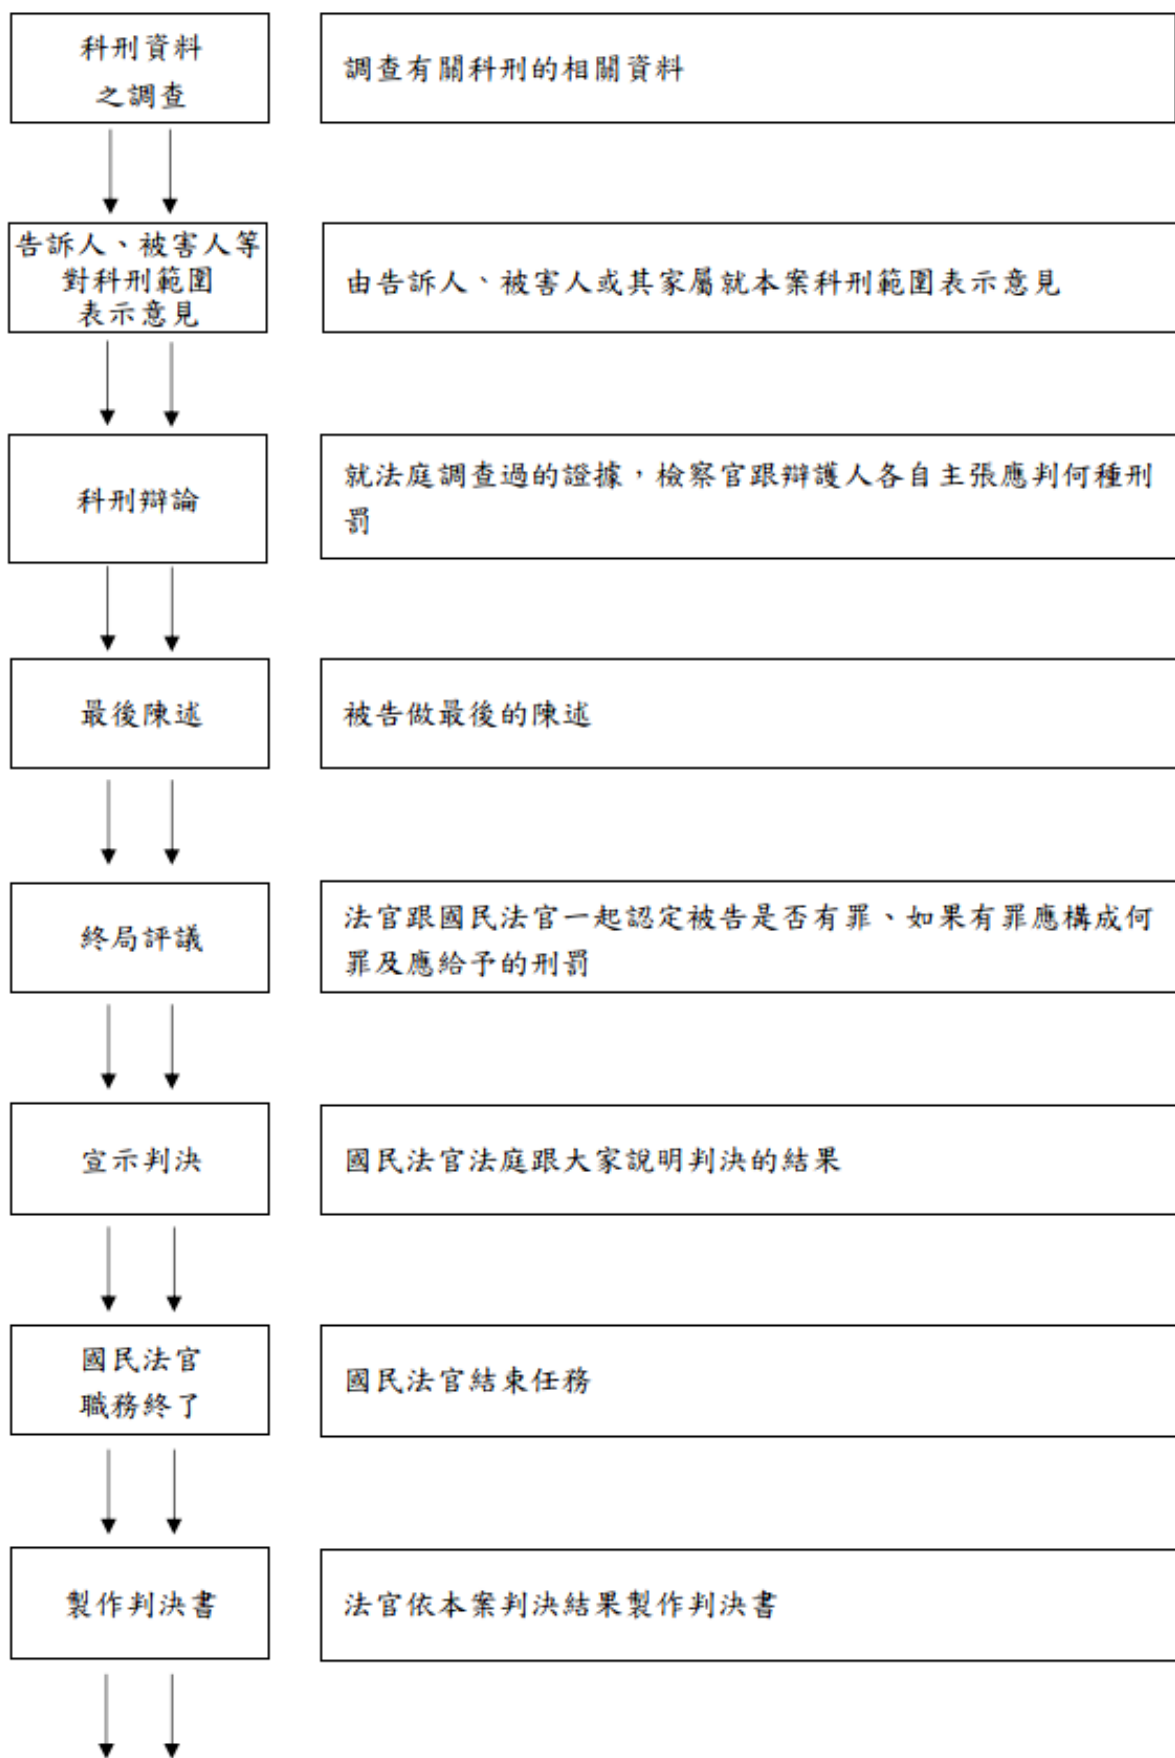 科刑資料
之調查
調查有關科刑的相關資料
告訴人、被害人等
對科刑範圍
表示意見
由告訴人、被害人或其家屬就本案科刑範圍表示意見
科刑辯論
就法庭調查過的證據，檢察官跟辯護人各自主張應判何種刑
罰
最後陳述
被告做最後的陳述
終局評議
法官跟國民法官一起認定被告是否有罪、如果有罪應構成何
罪及應給予的刑罰
宣示判決
國民法官法庭跟大家說明判決的結果
國民法官
職務終了
國民法官結束任務
製作判決書
法官依本案判決結果製作判決書